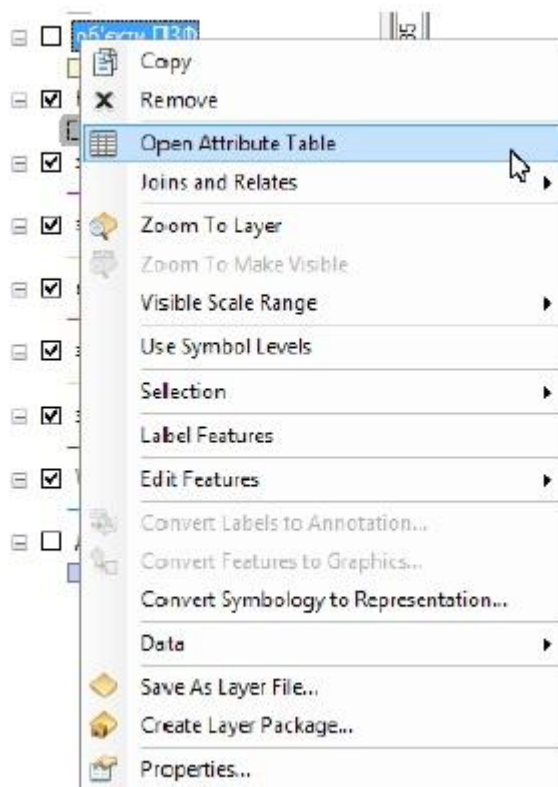 об'єкти ПЗФ
Copy
Remove
Open Attribute Table
Joins and Relates
Zoom To Layer
Zoom To Make Visible
Visible Scale Range
Use Symbol Levels
Selection
Label Features
Edit Features
Convert Labels to Annotation...
Convert Features to Graphics...
Convert Symbology to Representation...
Data
Save As Layer File...
Create Layer Package...
Properties...